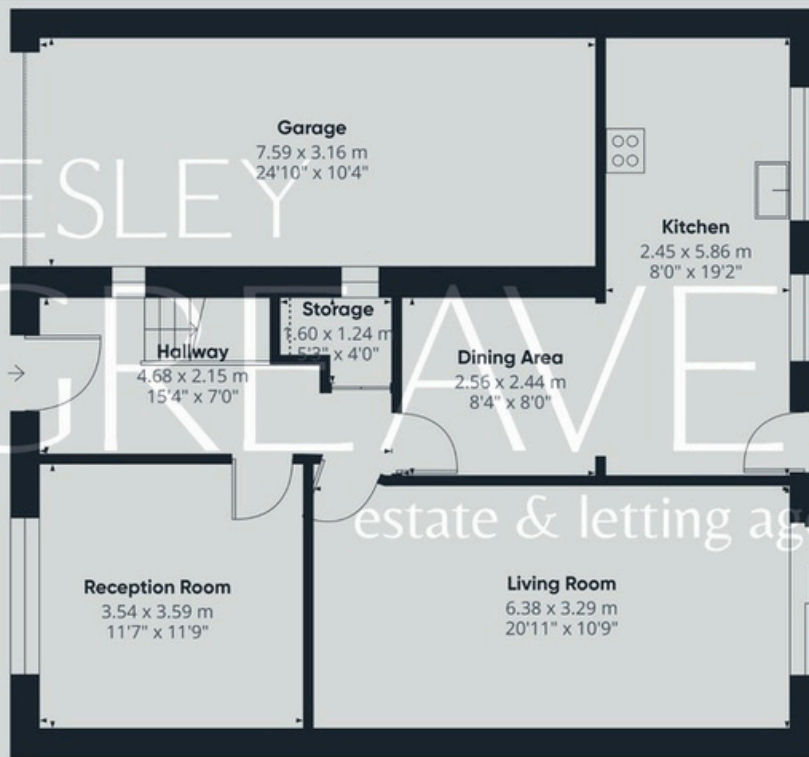 Garage
7.59 x 3.16 m
24'10" x 10'4"
ESLEY
Kitchen
2.45 x 5.86 m
8'0" x 19'2"
Storage
1.60 x 1.24 m
5'3" x 4'0"
Hallway
4.68 x 2.15 m
15'4" x 7'0"
Dining Area
2.56 x 2.44 m
8'4" x 8'0"
GREAVE
estate & letting ag
Reception Room
3.54 x 3.59 m
11'7" x 11'9"
Living Room
6.38 x 3.29 m
20'11" x 10'9"